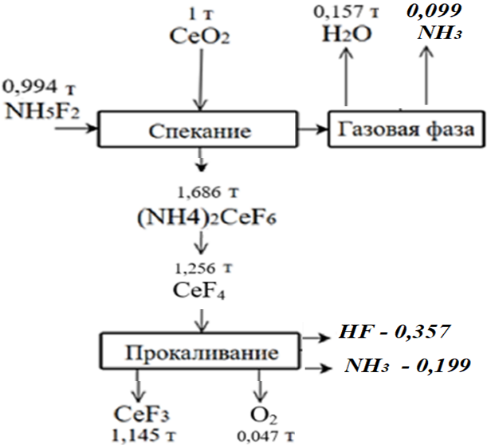 1 т
CeO2
0,157 т
H2O
0,099
NH3
0,994 т
NH5F2
Спекание
Газовая фаза
1,686 т
(NH4)2CeF6
1,256 т
CeF4
Прокаливание
HF - 0,357
NH3 - 0,199
CeF3
1,145 т
O2
0,047 т